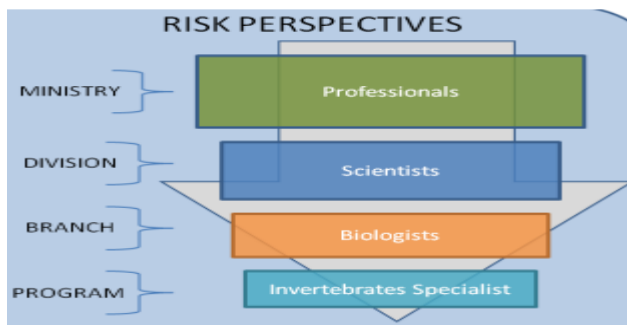 RISK PERSPECTIVES
MINISTRY
Professionals
DIVISION
Scientists
BRANCH
Biologists
PROGRAM
Invertebrates Specialist